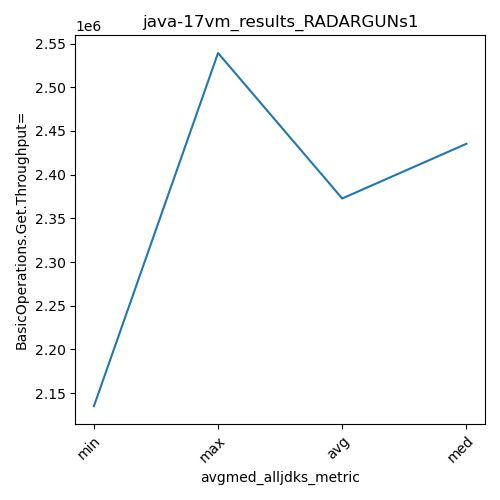 java-17vm_results_RADARGUNs1
1e6
2.55
2.50
2.45
2.40
2.35
2.30
2.25
2.20
2.15
BasicOperations.Get.Throughput=
min
max
avg
med
avgmed_alljdks_metric